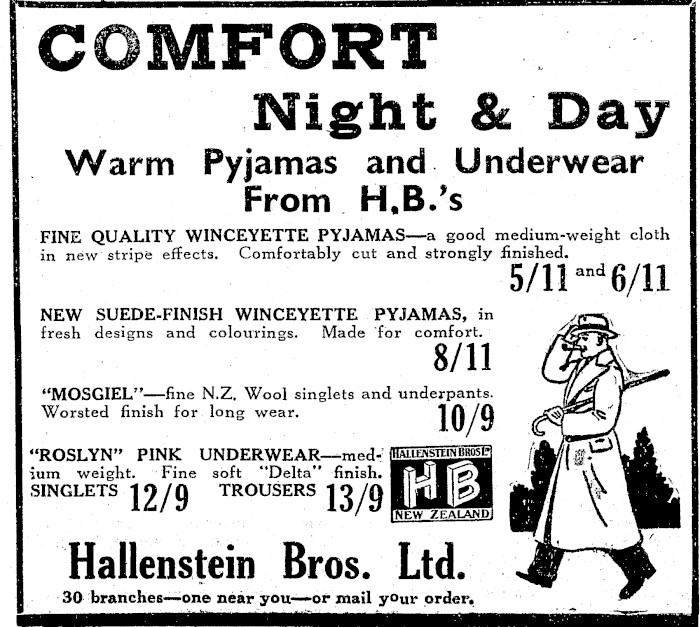 COMFORT
Night & Day
Warm Pyjamas and Underwear
From H.B.'s
FINE QUALITY WINCEYETTE PYJAMAS—a good medium-weight cloth
in new stripe effects. Comfortably cut and strongly finished.
5/11 and 6/11
NEW SUEDE-FINISH WINCEYETTE PYJAMAS, in
fresh designs and colourings. Made for comfort.
8/11
"MOSGIEL"—fine N.Z. Wool singlets and underpants.
Worsted finish for long wear.
10/9
"ROSLYN" PINK UNDERWEAR—med-
ium weight. Fine soft "Delta" finish.
SINGLETS 12/9 TROUSERS 13/9
HALLENSTEIN BROS Ltd
HB
NEW ZEALAND
Hallenstein Bros. Ltd.
30 branches—one near you—or mail your order.